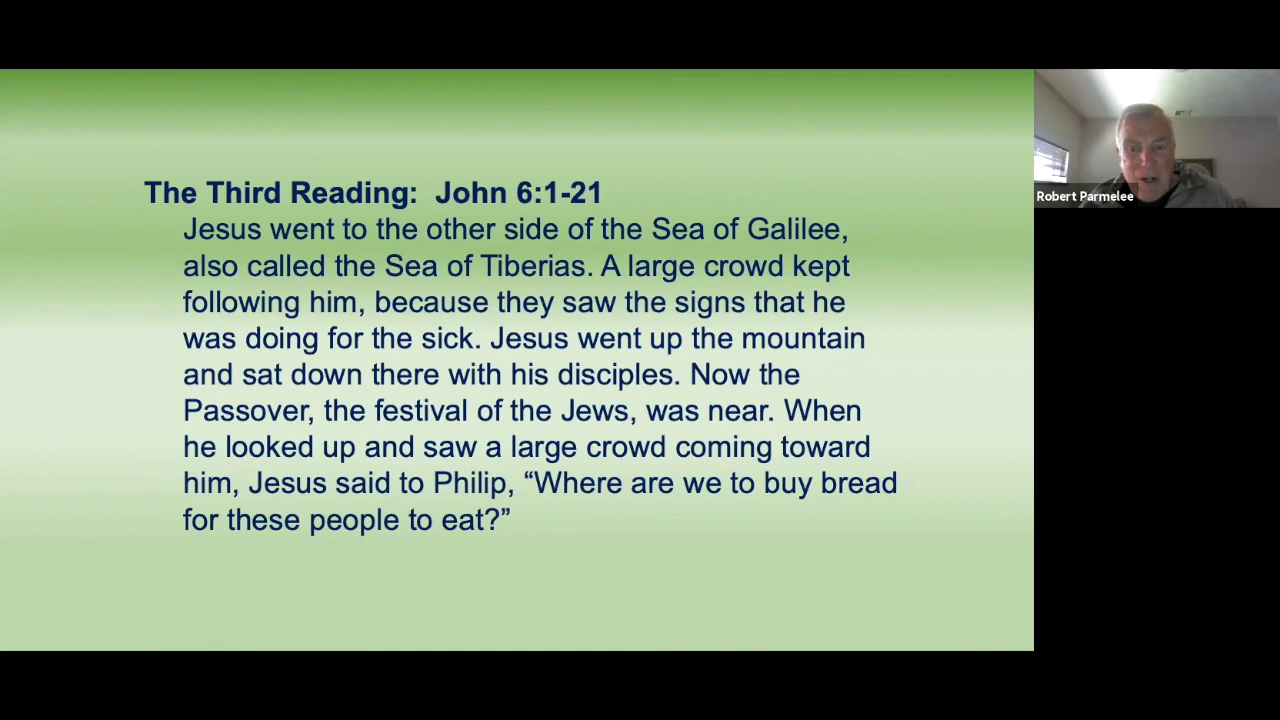 The Third Reading: John 6:1-21
Jesus went to the other side of the Sea of Galilee,
also called the Sea of Tiberias. A large crowd kept
following him, because they saw the signs that he
was doing for the sick. Jesus went up the mountain
and sat down there with his disciples. Now the
Passover, the festival of the Jews, was near. When
he looked up and saw a large crowd coming toward
him, Jesus said to Philip, “Where are we to buy bread
for these people to eat?”
Robert Parmelee